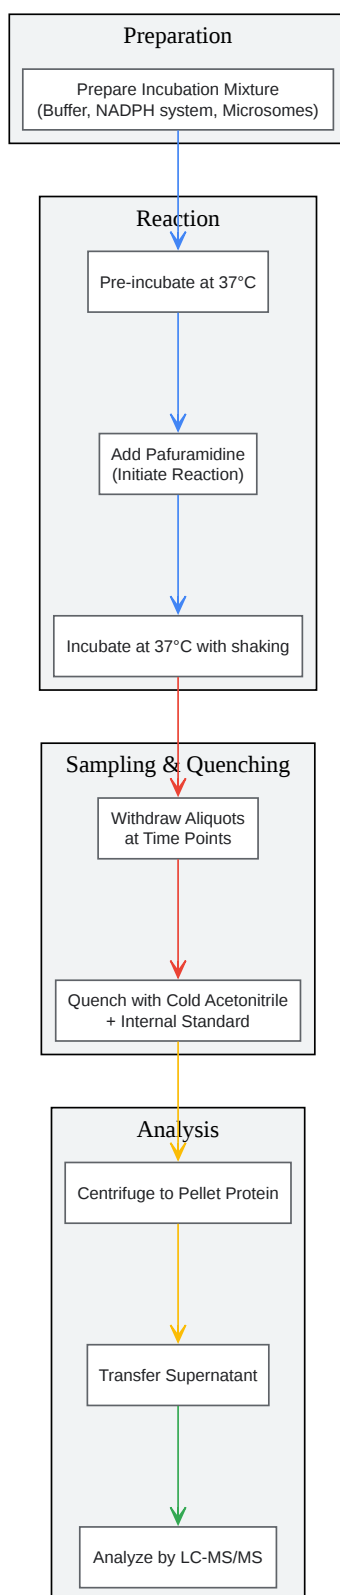 Preparation
Prepare Incubation Mixture
(Buffer, NADPH system, Microsomes)
Reaction
Pre-incubate at 37°C
Add Pafuramidine
(Initiate Reaction)
Incubate at 37°C with shaking
Sampling & Quenching
Withdraw Aliquots
at Time Points
Quench with Cold Acetonitrile
+ Internal Standard
Analysis
Centrifuge to Pellet Protein
Transfer Supernatant
Analyze by LC-MS/MS